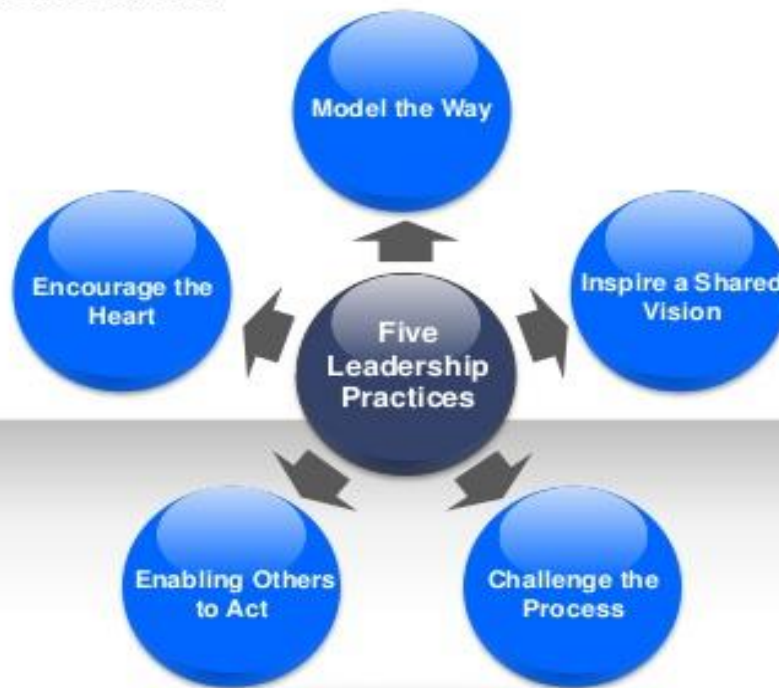 Model the Way
Inspire a Shared
Vision
Encourage the
Heart
Five
Leadership
Practices
Enabling Others
to Act
Challenge the
Process